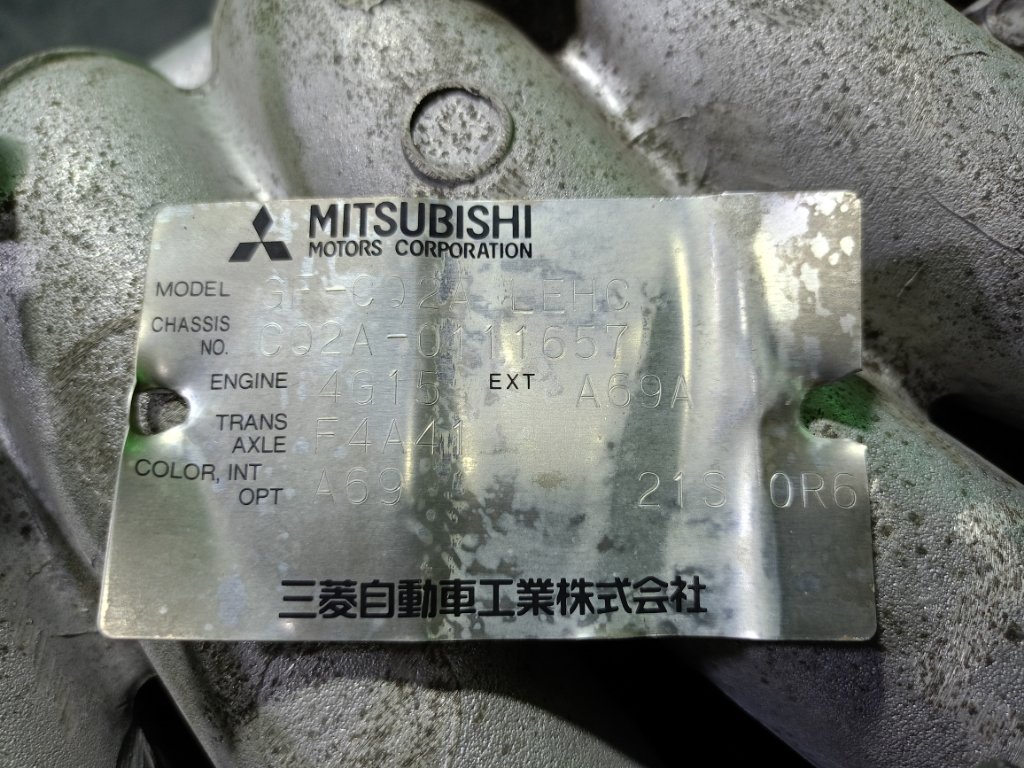 MITSUBISHI
MOTORS CORPORATION
MODEL GF-CQ2A LEHC
CHASSIS NO. CQ2A-0111657
ENGINE 4G15 EXT A69A
TRANS AXLE F4A41
COLOR, INT OPT A69 21S 0R6
三菱自動車工業株式会社